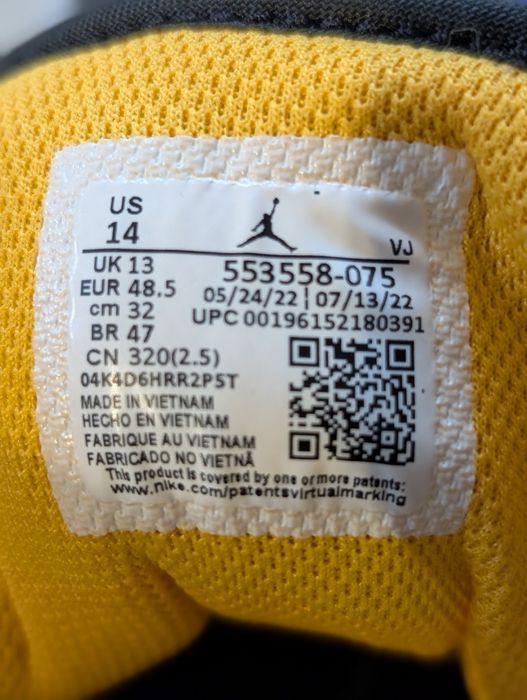 US
14
VJ
UK 13
553558-075
EUR 48.5
05/24/22 | 07/13/22
cm 32
UPC 00196152180391
BR 47
CN 320(2.5)
04K4D6HRR2P5T
MADE IN VIETNAM
HECHO EN VIETNAM
FABRIQUE AU VIETNAM
FABRICADO NO VIETNÃ
This product is covered by one or more patents:
www.nike.com/patentsvirtualmarking